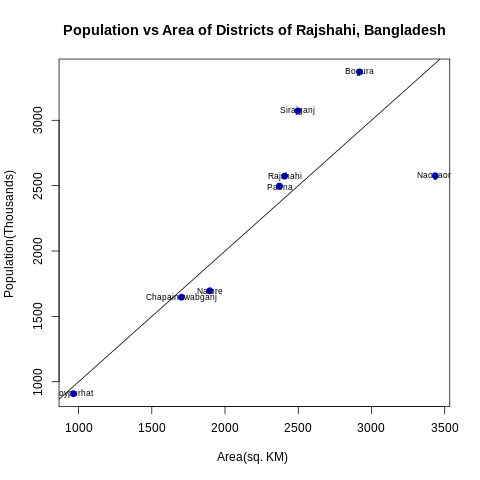 Population vs Area of Districts of Rajshahi, Bangladesh
Population(Thousands)
3000
2500
2000
1500
1000
Bogura
Sirajganj
Rajshahi
Pabna
Naogaon
Natore
Chapainawabganj
1000 1500 2000 2500 3000 3500
Area(sq. KM)